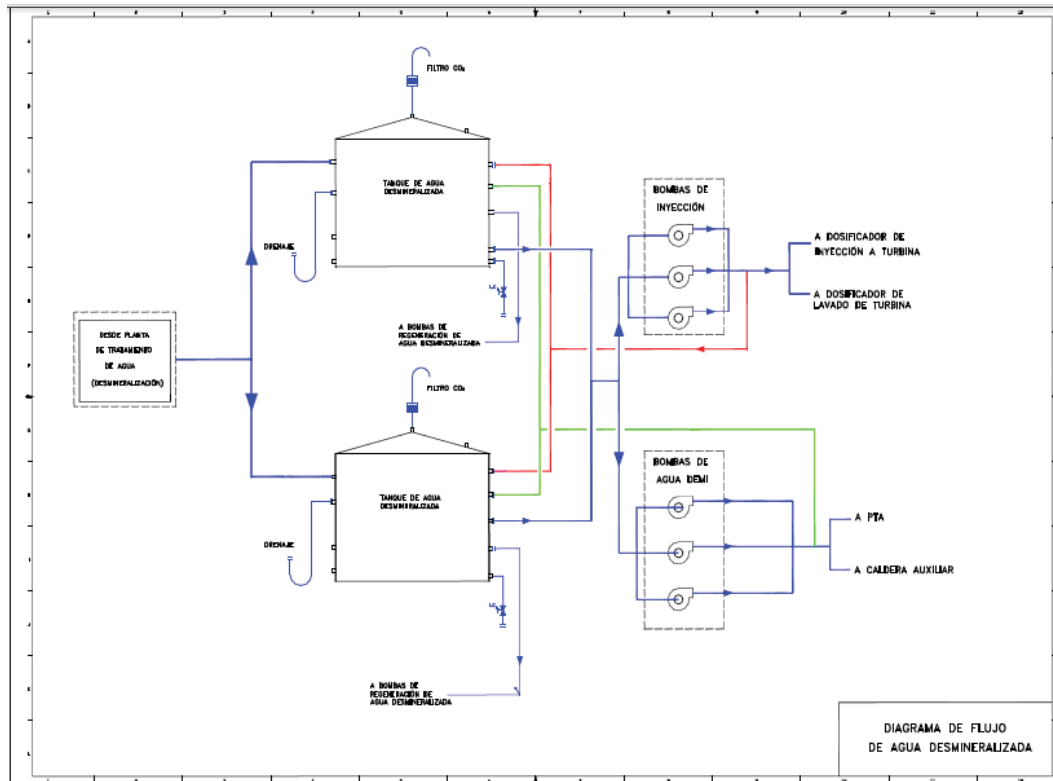 FILTRO CO₂
TANQUE DE AGUA
DESMINERALIZADA
DRENAJE
A BOMBAS DE
REGENERACIÓN DE
AGUA DESMINERALIZADA
BOMBAS DE
INYECCIÓN
A DOSIFICADOR DE
INYECCIÓN A TURBINA
A DOSIFICADOR DE
LAVADO DE TURBINA
DESDE PLANTA
DE TRATAMIENTO
DE AGUA
(DESMINERALIZACIÓN)
FILTRO CO₂
TANQUE DE AGUA
DESMINERALIZADA
DRENAJE
A BOMBAS DE
REGENERACIÓN DE
AGUA DESMINERALIZADA
BOMBAS DE
AGUA DEMI
A PTA
A CALDERA AUXILIAR
DIAGRAMA DE FLUJO
DE AGUA DESMINERALIZADA